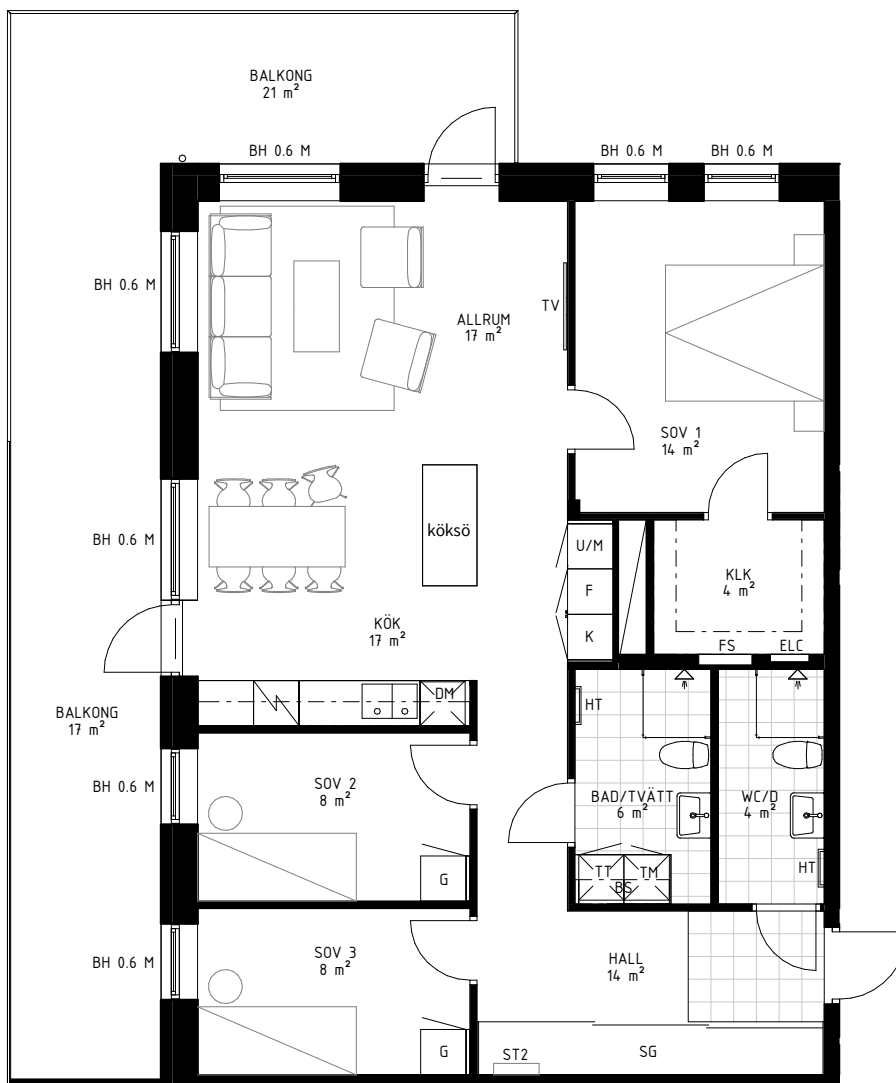 BALKONG
21 m²
BH 0.6 M
BH 0.6 M
BH 0.6 M
BH 0.6 M
ALLRUM
17 m²
TV
SOV 1
14 m²
köksö
BH 0.6 M
U/M
F
K
KLK
4 m²
KÖK
17 m²
FS
ELC
DM
HT
BALKONG
17 m²
BH 0.6 M
SOV 2
8 m²
BAD/TVÄTT
6 m²
WC/D
4 m²
G
TT
TM
BS
HT
SOV 3
8 m²
BH 0.6 M
HALL
14 m²
G
ST2
SG